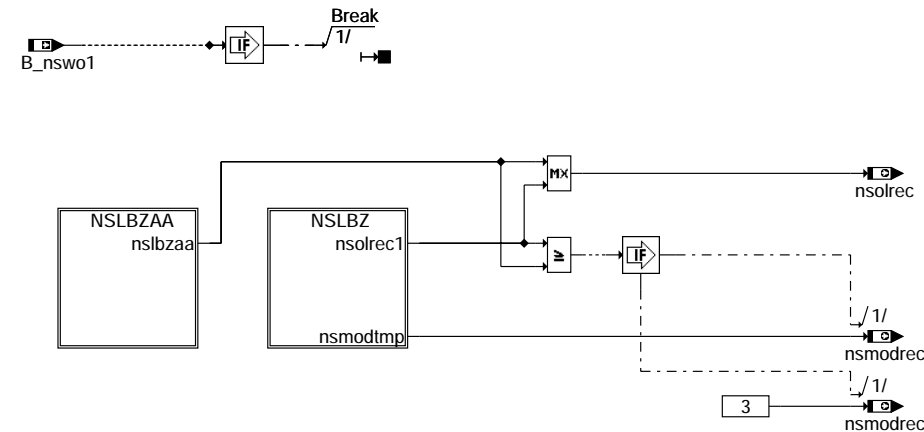 Break
1/
IF
B_nswo1
MX
nsolrec
NSLBZAA
nslbzaa
NSLBZ
nsolrec1
≥
IF
1/
nsmodtmp
nsmodrec
1/
3
nsmodrec